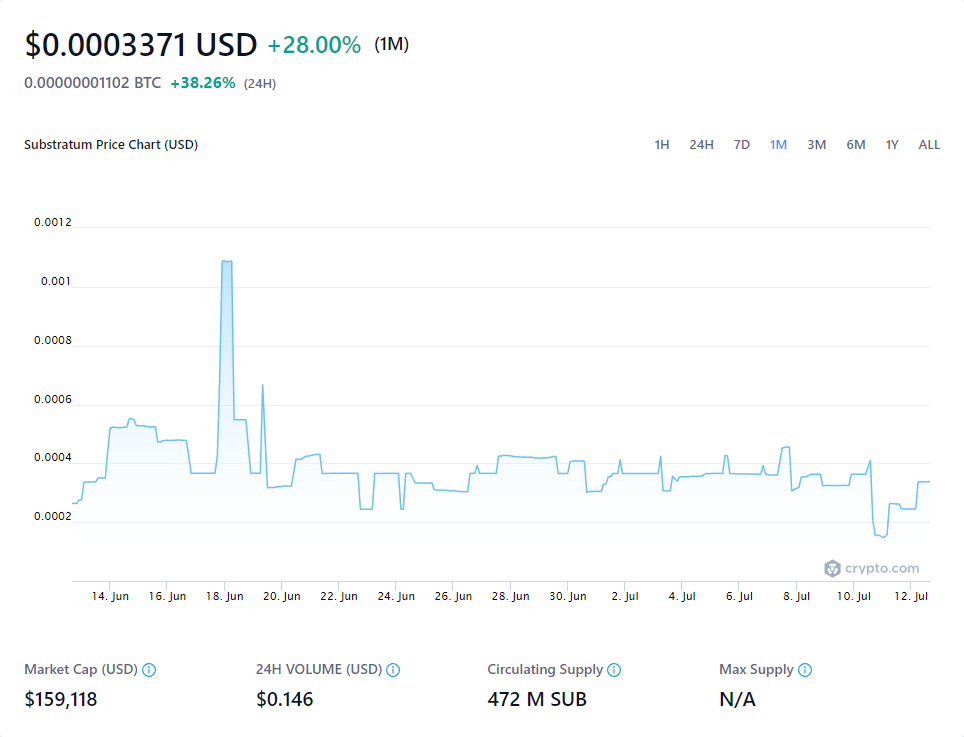 $0.0003371 USD +28.00% (1M)
0.00000001102 BTC +38.26% (24H)
Substratum Price Chart (USD) 1H 24H 7D 1M 3M 6M 1Y ALL
0.0012
0.001
0.0008
0.0006
0.0004
0.0002
crypto.com
14. Jun 16. Jun 18. Jun 20. Jun 22. Jun 24. Jun 26. Jun 28. Jun 30. Jun 2. Jul 4. Jul 6. Jul 8. Jul 10. Jul 12. Jul
Market Cap (USD) 24H VOLUME (USD) Circulating Supply Max Supply
$159,118 $0.146 472 M SUB N/A